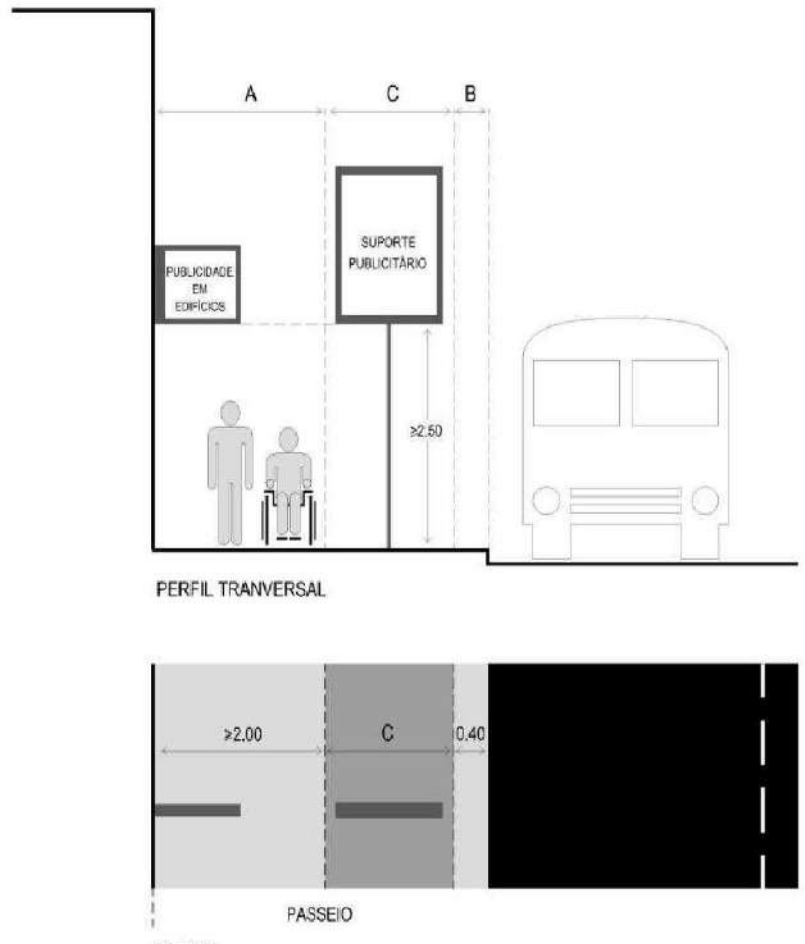 A C B
PUBLICIDADE
EM
EDIFÍCIOS
SUPORTE
PUBLICITÁRIO
≥2.50
PERFIL TRANVERSAL
≥2.00 C 0.40
PASSEIO